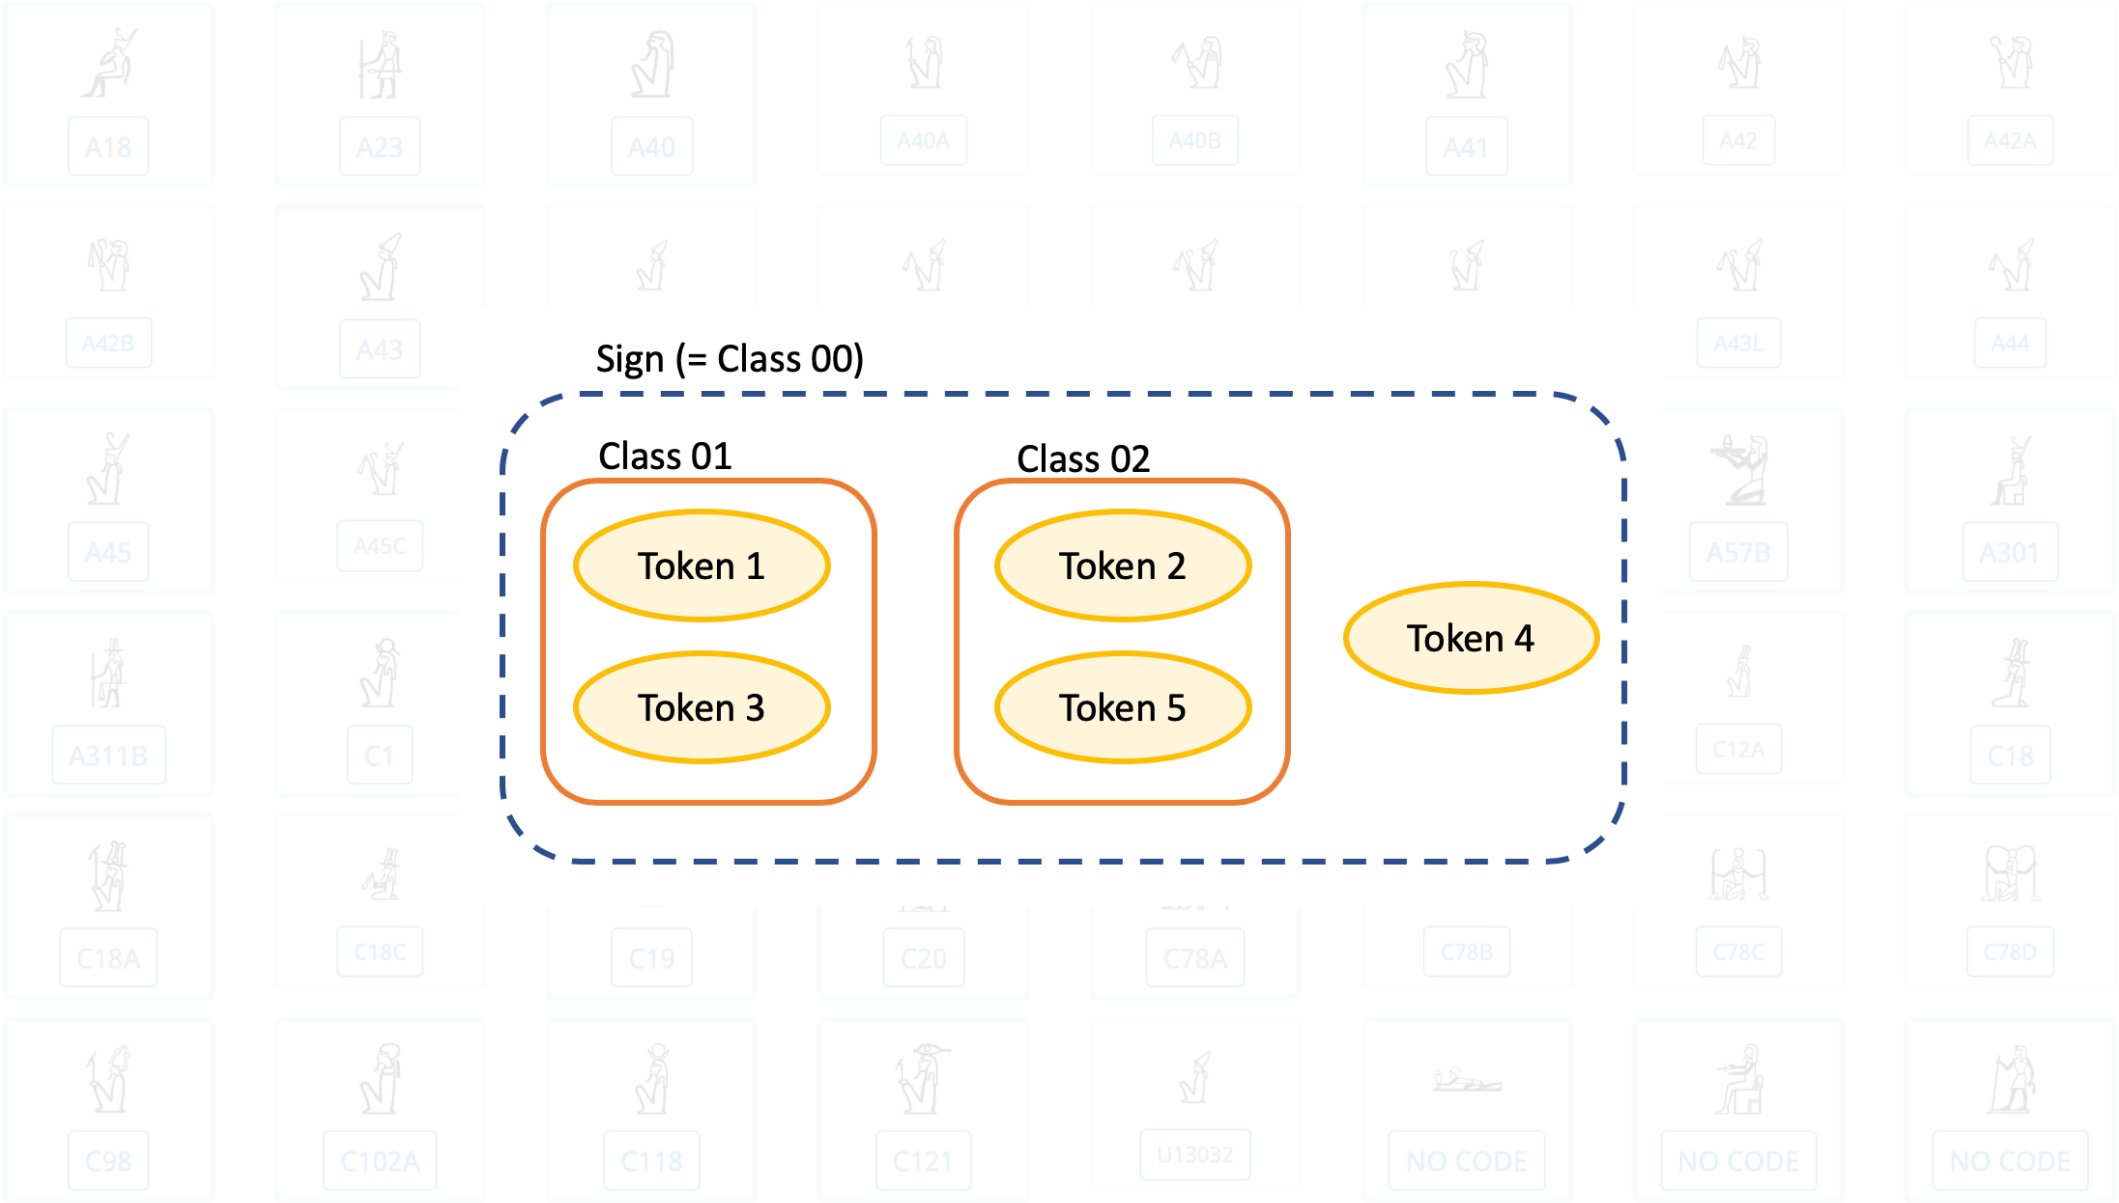 A18
A23
A40
A40A
A40B
A41
A42
A42A
A42B
A43
A43L
A44
Sign (= Class 00)
Class 01
Class 02
Token 1
Token 2
Token 3
Token 5
Token 4
A45
A45C
A57B
A301
A311B
C1
C12A
C18
C18A
C18C
C19
C20
C78A
C78B
C78C
C78D
C98
C102A
C118
C121
U13032
NO CODE
NO CODE
NO CODE